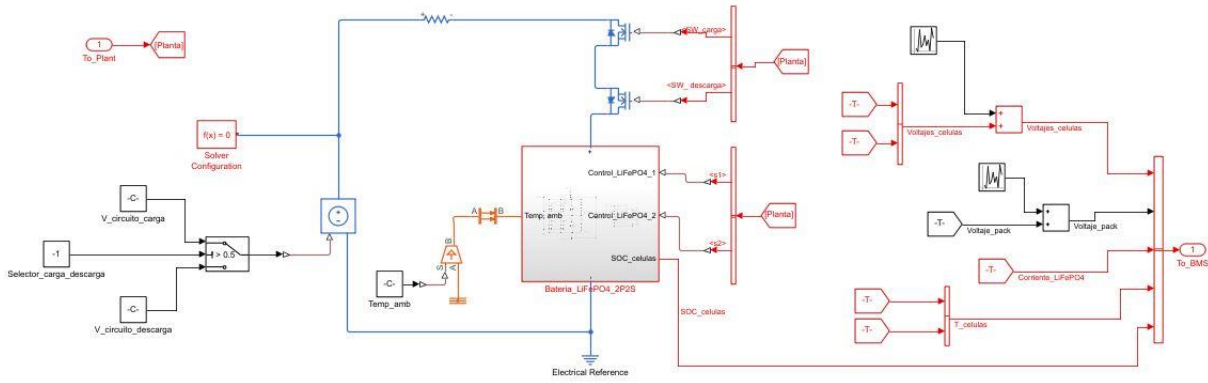 1
To_Plant
[Planta]
+
-
<SW_carga>
[Planta]
<SW_ descarga>
f(x) = 0
Solver
Configuration
-C-
V_circuito_carga
-1
Selector_carga_descarga
> 0.5
-C-
V_circuito_descarga
+
-
-C-
Temp_amb
S
A
B
A
B
Temp_amb
Control_LiFePO4_1
Control_LiFePO4_2
SOC_celulas
Bateria_LiFePO4_2P2S
<s1>
[Planta]
<s2>
SOC_celulas
Electrical Reference
-T-
-T-
Voltajes_celulas
+
+
Voltajes_celulas
-T-
Voltaje_pack
+
+
Voltaje_pack
-T-
Corriente_LiFePO4
-T-
-T-
T_celulas
1
To_BMS